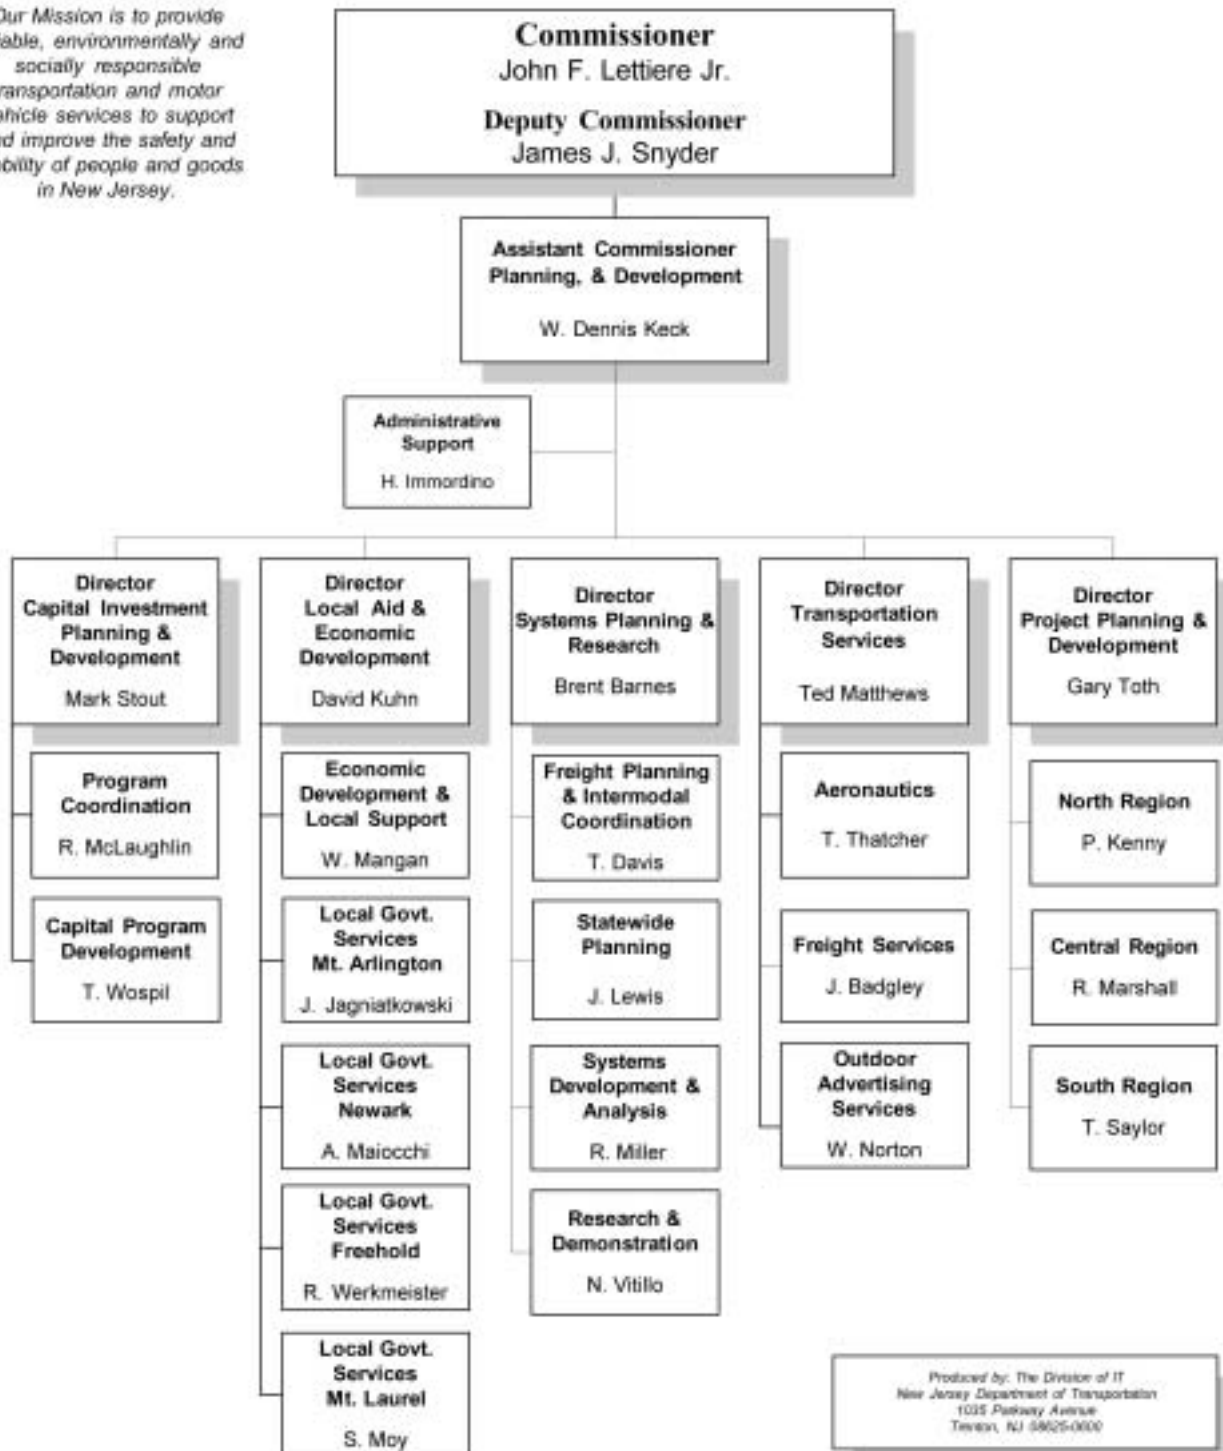 Our Mission is to provide
environmentally and
socially responsible
transportation and motor
vehicle services to support
and improve the safety and
mobility of people and goods
in New Jersey.
Commissioner
John F. Lettiere Jr.
Deputy Commissioner
James J. Snyder
Assistant Commissioner
Planning, & Development
W. Dennis Keck
Administrative
Support
H. Immordino
Director
Capital Investment
Planning &
Development
Mark Stout
Program
Coordination
R. McLaughlin
Capital Program
Development
T. Wospil
Director
Local Aid &
Economic
Development
David Kuhn
Economic
Development &
Local Support
W. Mangan
Local Govt.
Services
Mt. Arlington
J. Jagniatkowski
Local Govt.
Services
Newark
A. Maiocchi
Local Govt.
Services
Freehold
R. Werkmeister
Local Govt.
Services
Mt. Laurel
S. Moy
Director
Systems Planning &
Research
Brent Barnes
Freight Planning
& Intermodal
Coordination
T. Davis
Statewide
Planning
J. Lewis
Systems
Development &
Analysis
R. Miller
Research &
Demonstration
N. Vitillo
Director
Transportation
Services
Ted Matthews
Aeronautics
T. Thatcher
Freight Services
J. Badgley
Outdoor
Advertising
Services
W. Norton
Director
Project Planning &
Development
Gary Toth
North Region
P. Kenny
Central Region
R. Marshall
South Region
T. Saylor
Produced by: The Division of IT
New Jersey Department of Transportation
1035 Parkway Avenue
Trenton, NJ 08625-0600